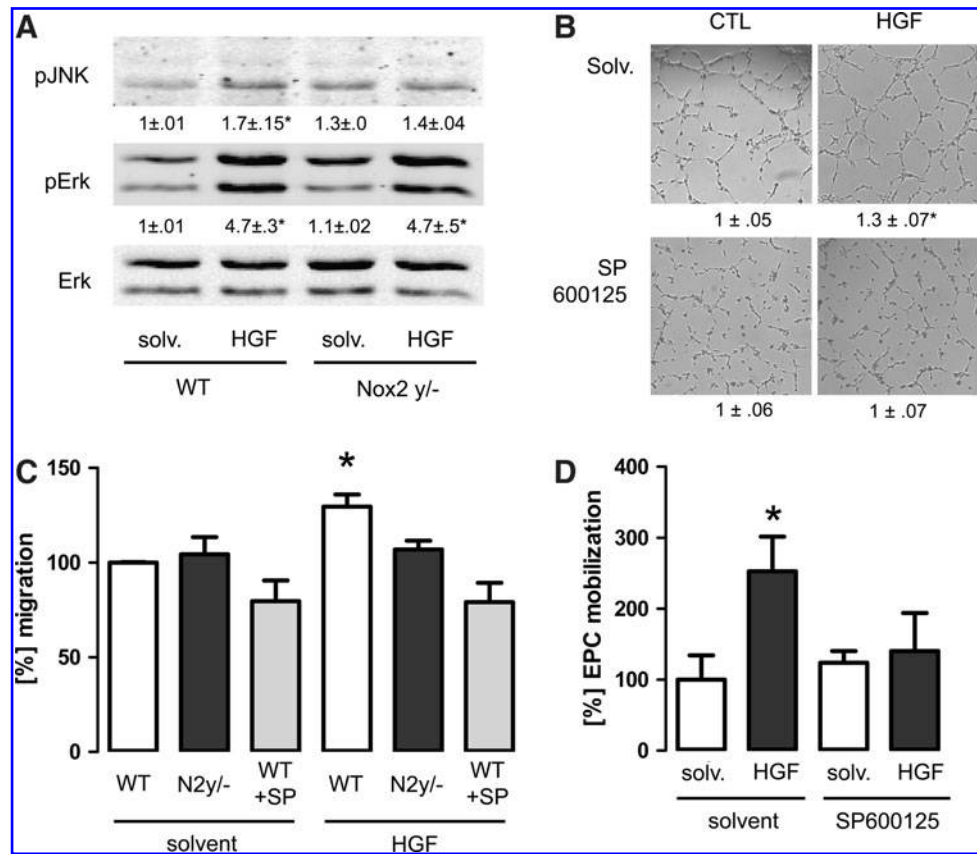 A
pJNK
1±.01 1.7±.15* 1.3±.0 1.4±.04
pErk
1±.01 4.7±.3* 1.1±.02 4.7±.5*
Erk
solv. HGF solv. HGF
WT Nox2 y/-
B
CTL HGF
Solv.
1 ± .05 1.3 ± .07*
SP
600125
1 ± .06 1 ± .07
C
[%] migration
150
100
50
0
*
WT N2y/- WT WT N2y/- WT
+SP +SP
solvent HGF
D
[%] EPC mobilization
400
300
200
100
0
*
solv. HGF solv. HGF
solvent SP600125